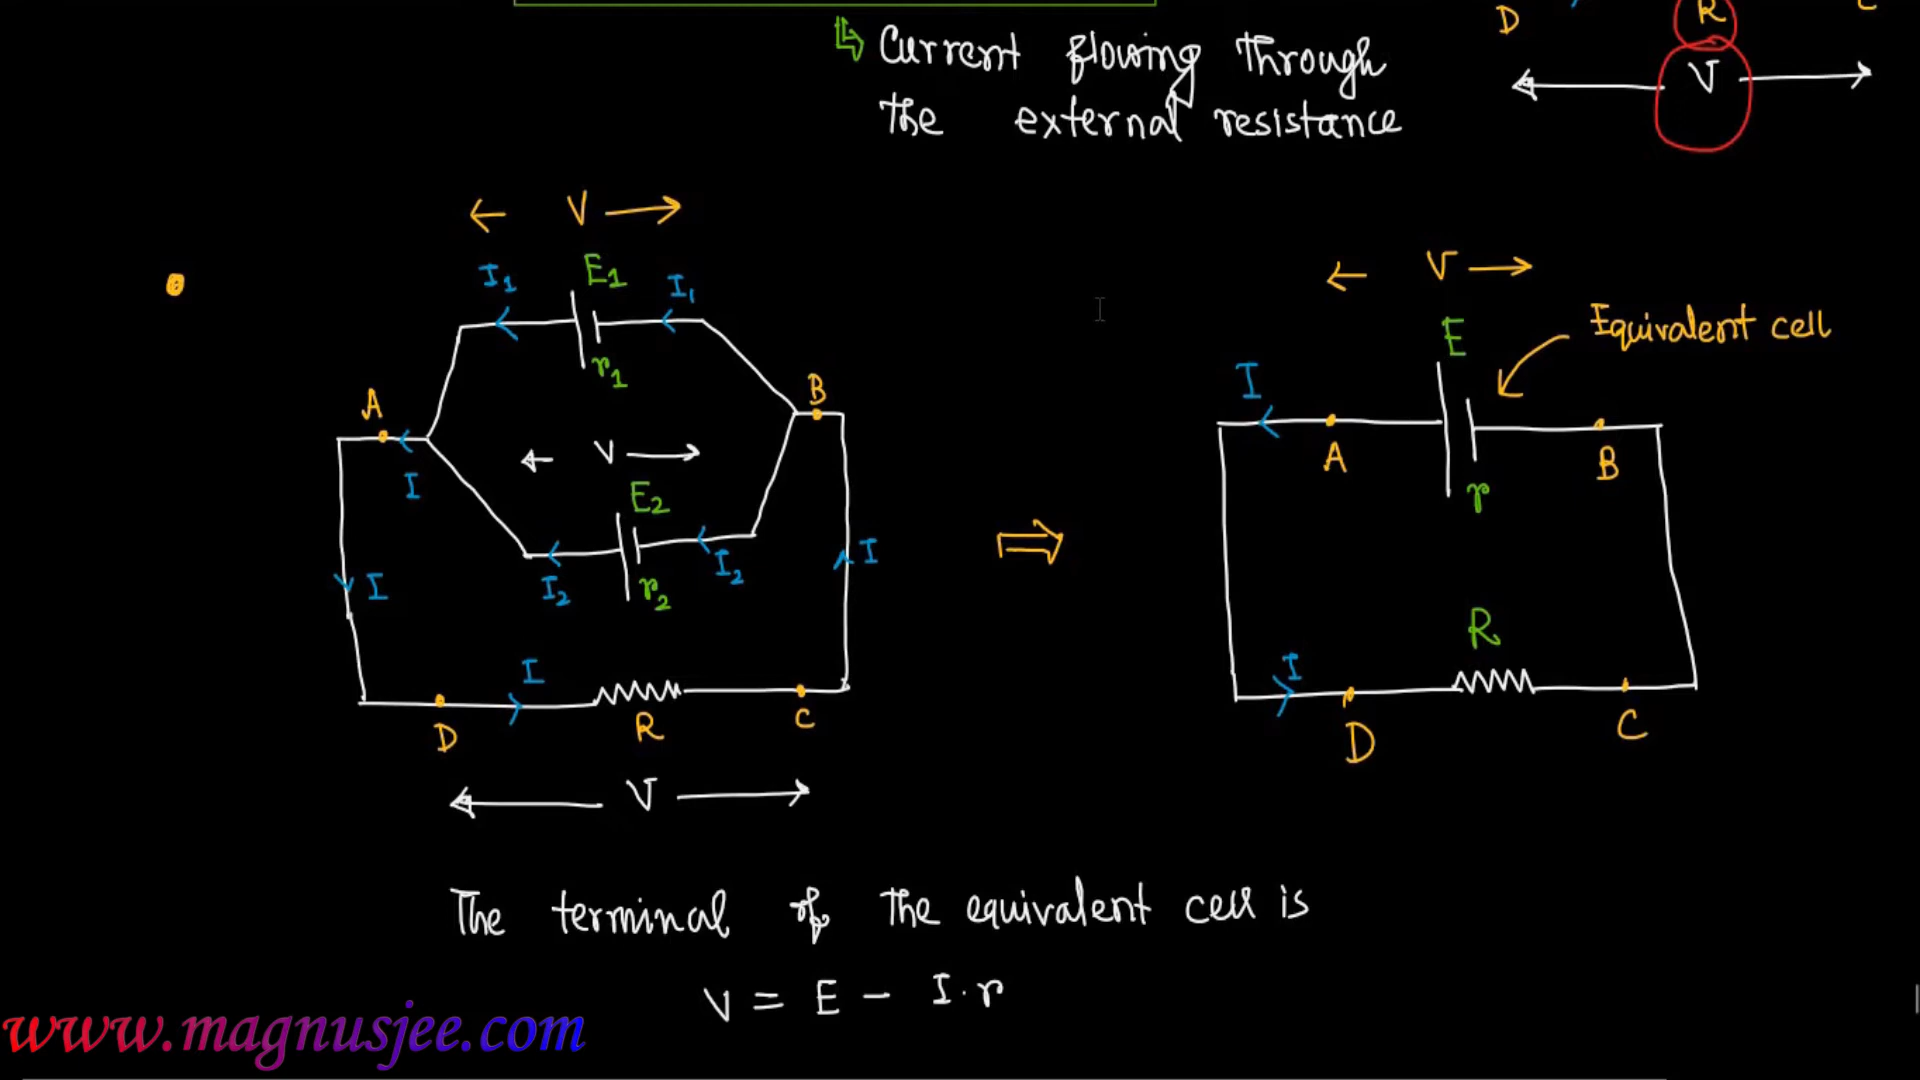 D R C
↳ Current flowing through
V
the external resistance
← V →
I1 E1 I1
r1
A
B
I
← V →
E2
I2 I2
r2
I
I
I
D R C
← V →
⇒
← V →
E
Equivalent cell
I
A B
r
R
I
D C
The terminal of the equivalent cell is
V = E - I.r
www.magnusjee.com